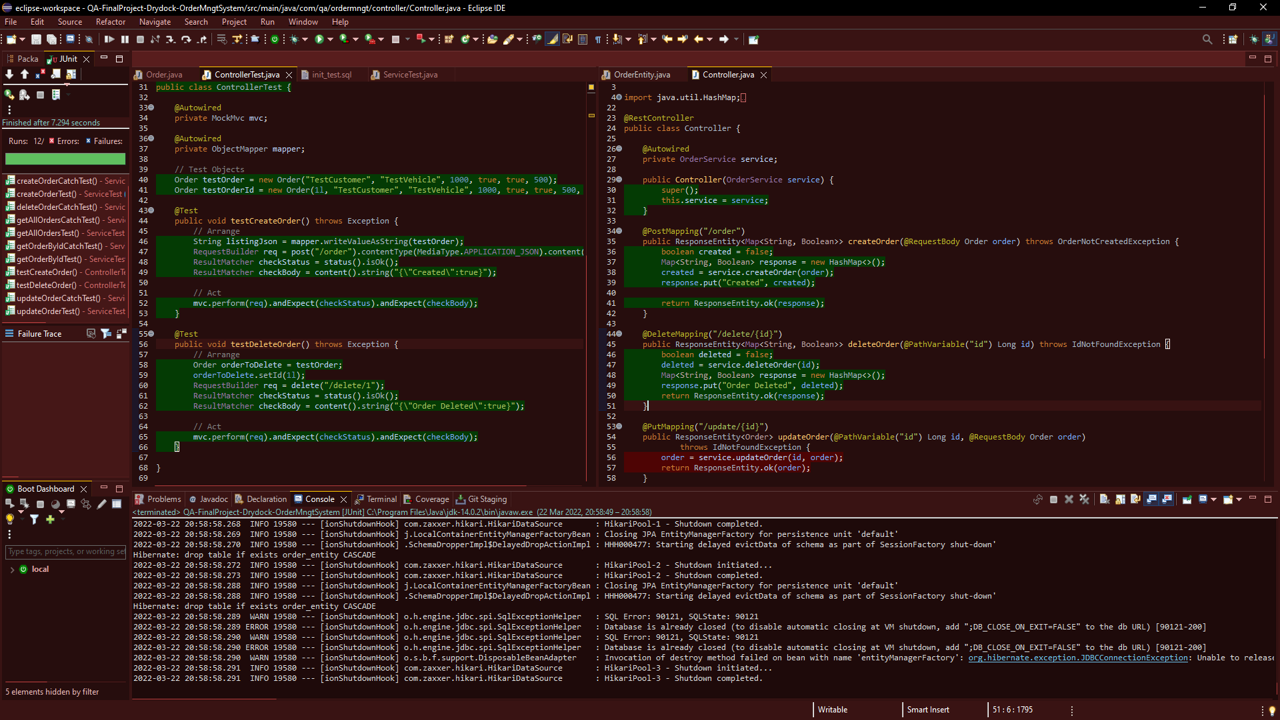 eclipse-workspace - QA-FinalProject-Drydock-OrderMngtSystem/src/main/java/com/qa/ordermngt/controller/Controller.java - Eclipse IDE
File Edit Source Refactor Navigate Search Project Run Window Help
Packa JUnit
Finished after 7.294 seconds
Runs: 12/ Errors: Failures:
createOrderCatchTest() - Servic
createOrderTest() - ServiceTest
deleteOrderCatchTest() - Servic
getAllOrdersCatchTest() - Servi
getAllOrdersTest() - ServiceTest
getOrderByIdCatchTest() - Servi
getOrderByIdTest() - ServiceTes
testCreateOrder() - ControllerTe
testDeleteOrder() - ControllerTe
updateOrderCatchTest() - Servic
updateOrderTest() - ServiceTest
Failure Trace
Boot Dashboard
Type tags, projects, or working se
local
5 elements hidden by filter
Order.java ControllerTest.java init_test.sql ServiceTest.java
31 public class ControllerTest {
32
33 @Autowired
34 private MockMvc mvc;
35
36 @Autowired
37 private ObjectMapper mapper;
38
39 // Test Objects
40 Order testOrder = new Order("TestCustomer", "TestVehicle", 1000, true, true, 500);
41 Order testOrderId = new Order(1l, "TestCustomer", "TestVehicle", 1000, true, true, 500,
42
43 @Test
44 public void testCreateOrder() throws Exception {
45 // Arrange
46 String listingJson = mapper.writeValueAsString(testOrder);
47 RequestBuilder req = post("/order").contentType(MediaType.APPLICATION_JSON).content(
48 ResultMatcher checkStatus = status().isOk();
49 ResultMatcher checkBody = content().string("{\"Created\":true}");
50
51 // Act
52 mvc.perform(req).andExpect(checkStatus).andExpect(checkBody);
53 }
54
55 @Test
56 public void testDeleteOrder() throws Exception {
57 // Arrange
58 Order orderToDelete = testOrder;
59 orderToDelete.setId(1l);
60 RequestBuilder req = delete("/delete/1");
61 ResultMatcher checkStatus = status().isOk();
62 ResultMatcher checkBody = content().string("{\"Order Deleted\":true}");
63
64 // Act
65 mvc.perform(req).andExpect(checkStatus).andExpect(checkBody);
66 }
67
68 }
69
OrderEntity.java Controller.java
3
4 import java.util.HashMap;
22
23 @RestController
24 public class Controller {
25
26 @Autowired
27 private OrderService service;
28
29 public Controller(OrderService service) {
30 super();
31 this.service = service;
32 }
33
34 @PostMapping("/order")
35 public ResponseEntity<Map<String, Boolean>> createOrder(@RequestBody Order order) throws OrderNotCreatedException {
36 boolean created = false;
37 Map<String, Boolean> response = new HashMap<>();
38 created = service.createOrder(order);
39 response.put("Created", created);
40
41 return ResponseEntity.ok(response);
42 }
43
44 @DeleteMapping("/delete/{id}")
45 public ResponseEntity<Map<String, Boolean>> deleteOrder(@PathVariable("id") Long id) throws IdNotFoundException {
46 boolean deleted = false;
47 deleted = service.deleteOrder(id);
48 Map<String, Boolean> response = new HashMap<>();
49 response.put("Order Deleted", deleted);
50 return ResponseEntity.ok(response);
51 }
52
53 @PutMapping("/update/{id}")
54 public ResponseEntity<Order> updateOrder(@PathVariable("id") Long id, @RequestBody Order order)
55 throws IdNotFoundException {
56 order = service.updateOrder(id, order);
57 return ResponseEntity.ok(order);
58 }
Problems Javadoc Declaration Console Terminal Coverage Git Staging
<terminated> QA-FinalProject-Drydock-OrderMngtSystem [JUnit] C:\Program Files\Java\jdk-14.0.2\bin\javaw.exe (22 Mar 2022, 20:58:49 – 20:58:58)
2022-03-22 20:58:58.268 INFO 19580 --- [ionShutdownHook] com.zaxxer.hikari.HikariDataSource : HikariPool-1 - Shutdown completed.
2022-03-22 20:58:58.269 INFO 19580 --- [ionShutdownHook] j.LocalContainerEntityManagerFactoryBean : Closing JPA EntityManagerFactory for persistence unit 'default'
2022-03-22 20:58:58.270 INFO 19580 --- [ionShutdownHook] .SchemaDropperImpl$DelayedDropActionImpl : HHH000477: Starting delayed evictData of schema as part of SessionFactory shut-down'
Hibernate: drop table if exists order_entity CASCADE
2022-03-22 20:58:58.272 INFO 19580 --- [ionShutdownHook] com.zaxxer.hikari.HikariDataSource : HikariPool-2 - Shutdown initiated...
2022-03-22 20:58:58.273 INFO 19580 --- [ionShutdownHook] com.zaxxer.hikari.HikariDataSource : HikariPool-2 - Shutdown completed.
2022-03-22 20:58:58.288 INFO 19580 --- [ionShutdownHook] j.LocalContainerEntityManagerFactoryBean : Closing JPA EntityManagerFactory for persistence unit 'default'
2022-03-22 20:58:58.288 INFO 19580 --- [ionShutdownHook] .SchemaDropperImpl$DelayedDropActionImpl : HHH000477: Starting delayed evictData of schema as part of SessionFactory shut-down'
Hibernate: drop table if exists order_entity CASCADE
2022-03-22 20:58:58.289 WARN 19580 --- [ionShutdownHook] o.h.engine.jdbc.spi.SqlExceptionHelper : SQL Error: 90121, SQLState: 90121
2022-03-22 20:58:58.289 ERROR 19580 --- [ionShutdownHook] o.h.engine.jdbc.spi.SqlExceptionHelper : Database is already closed (to disable automatic closing at VM shutdown, add ";DB_CLOSE_ON_EXIT=FALSE" to the db URL) [90121-200]
2022-03-22 20:58:58.290 WARN 19580 --- [ionShutdownHook] o.h.engine.jdbc.spi.SqlExceptionHelper : SQL Error: 90121, SQLState: 90121
2022-03-22 20:58:58.290 ERROR 19580 --- [ionShutdownHook] o.h.engine.jdbc.spi.SqlExceptionHelper : Database is already closed (to disable automatic closing at VM shutdown, add ";DB_CLOSE_ON_EXIT=FALSE" to the db URL) [90121-200]
2022-03-22 20:58:58.290 WARN 19580 --- [ionShutdownHook] o.s.b.f.support.DisposableBeanAdapter : Invocation of destroy method failed on bean with name 'entityManagerFactory': org.hibernate.exception.JDBCConnectionException: Unable to release
2022-03-22 20:58:58.291 INFO 19580 --- [ionShutdownHook] com.zaxxer.hikari.HikariDataSource : HikariPool-3 - Shutdown initiated...
2022-03-22 20:58:58.291 INFO 19580 --- [ionShutdownHook] com.zaxxer.hikari.HikariDataSource : HikariPool-3 - Shutdown completed.
Writable Smart Insert 51 : 6 : 1795